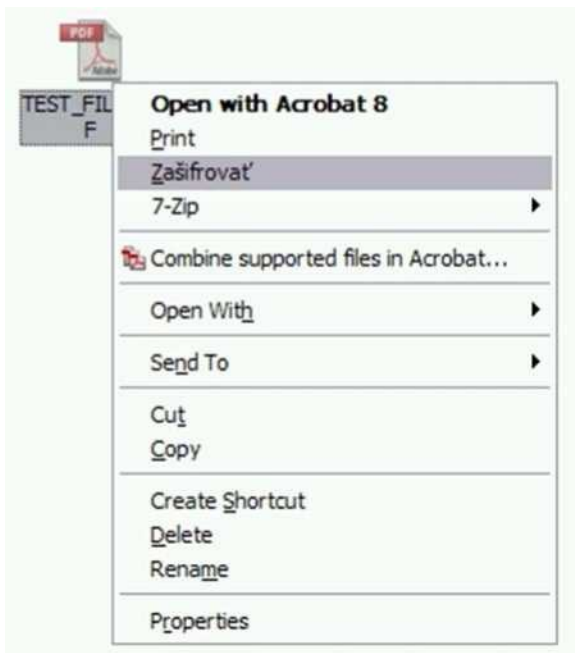 PDF
Adobe
TEST_FIL
F
Open with Acrobat 8
Print
Zašifrovať
7-Zip
Combine supported files in Acrobat...
Open With
Send To
Cut
Copy
Create Shortcut
Delete
Rename
Properties